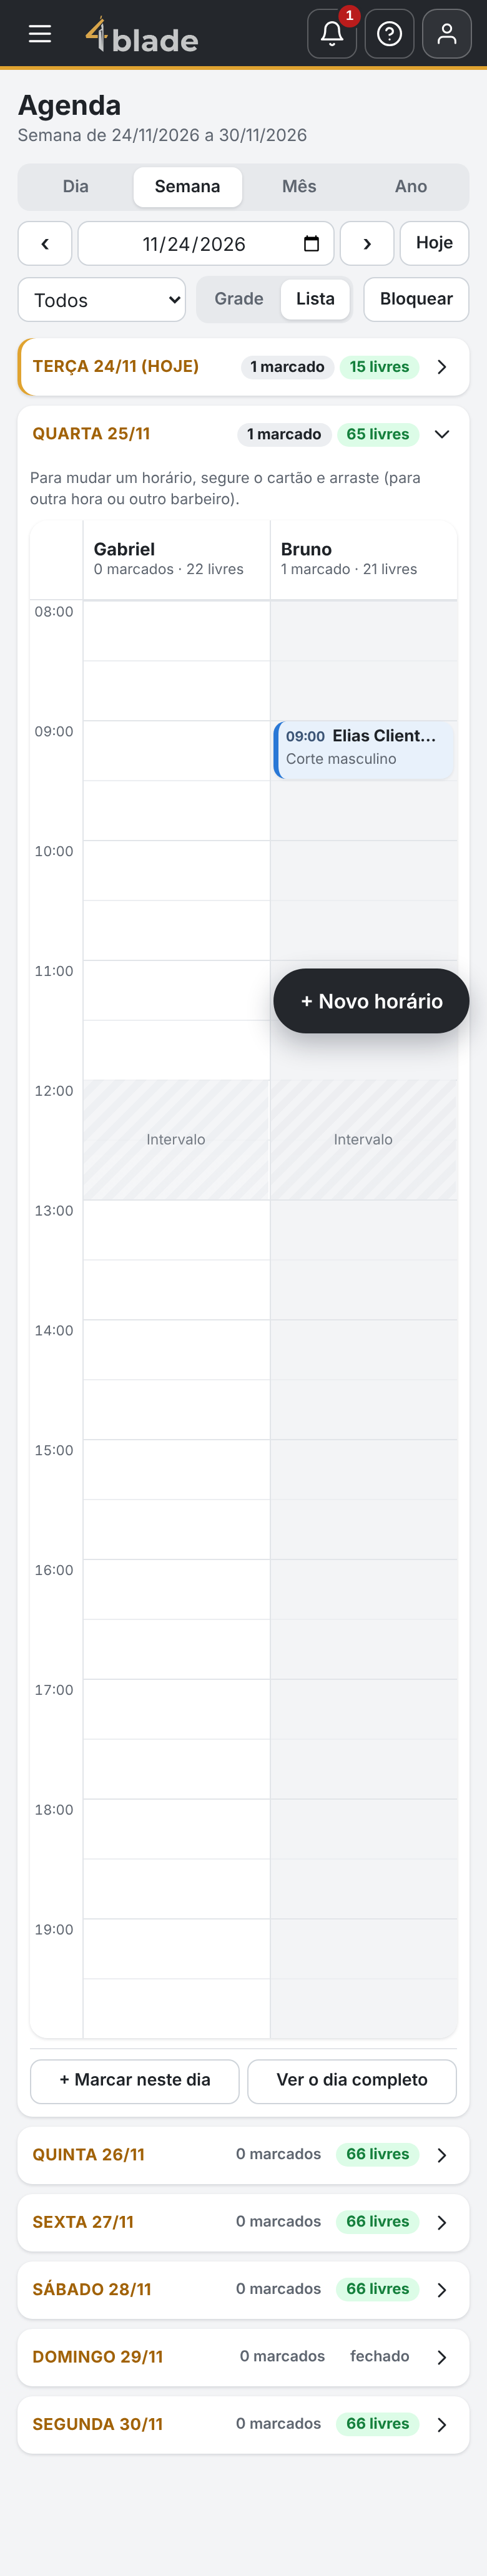 4blade
1
Agenda
Semana de 24/11/2026 a 30/11/2026
Dia Semana Mês Ano
‹ 11/24/2026 › Hoje
Todos Grade Lista Bloquear
TERÇA 24/11 (HOJE) 1 marcado 15 livres
QUARTA 25/11 1 marcado 65 livres
Para mudar um horário, segure o cartão e arraste (para
outra hora ou outro barbeiro).
Gabriel Bruno
0 marcados · 22 livres 1 marcado · 21 livres
08:00
09:00 09:00 Elias Client...
Corte masculino
10:00
11:00
+ Novo horário
12:00
Intervalo Intervalo
13:00
14:00
15:00
16:00
17:00
18:00
19:00
+ Marcar neste dia Ver o dia completo
QUINTA 26/11 0 marcados 66 livres
SEXTA 27/11 0 marcados 66 livres
SÁBADO 28/11 0 marcados 66 livres
DOMINGO 29/11 0 marcados fechado
SEGUNDA 30/11 0 marcados 66 livres